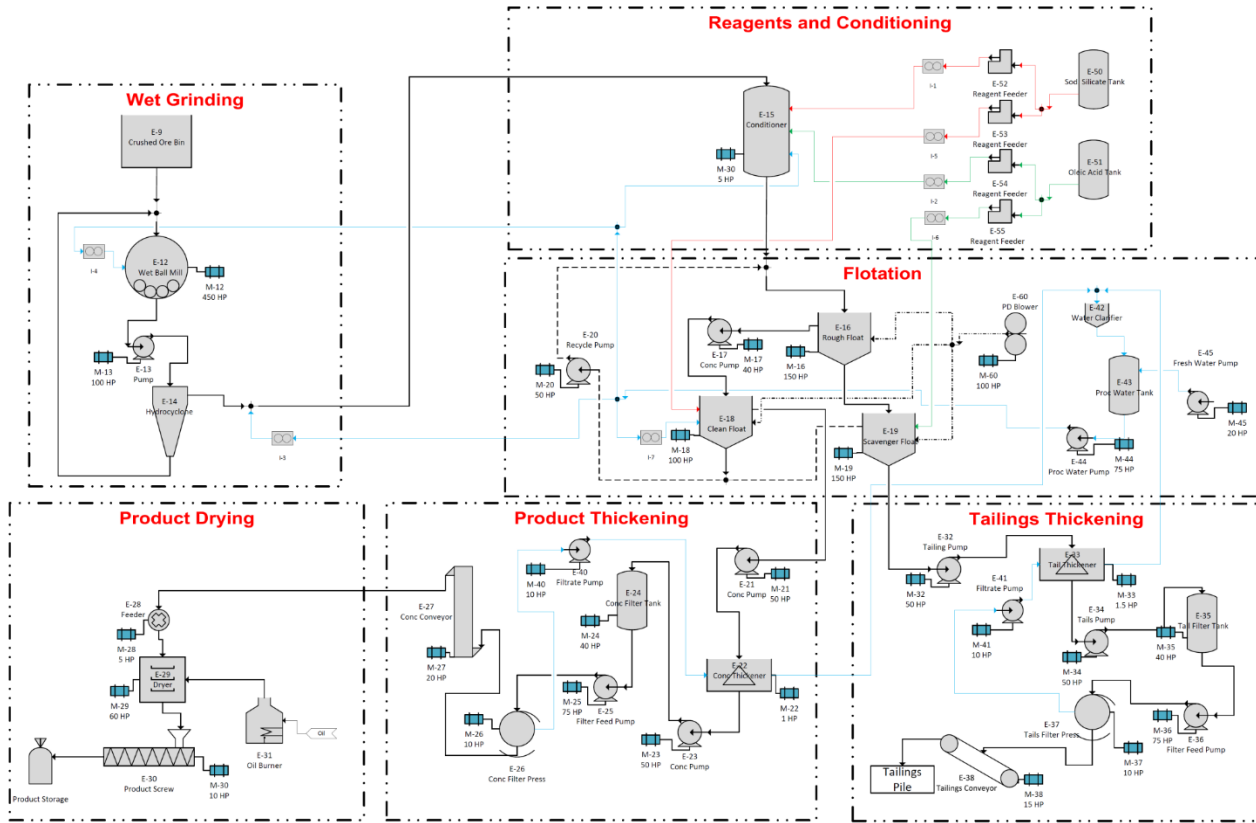 Reagents and Conditioning
E-50
Sod. Silicate Tank
E-52
Reagent Feeder
I-1
E-15
Conditioner
E-53
Reagent Feeder
I-5
M-30
5 HP
E-51
Oleic Acid Tank
E-54
Reagent Feeder
I-2
E-55
Reagent Feeder
I-6
Wet Grinding
E-9
Crushed Ore Bin
E-12
Wet Ball Mill
I-4
M-12
450 HP
M-13
100 HP
E-13
Pump
E-14
Hydrocyclone
I-3
Flotation
E-60
PD Blower
E-42
Water Clarifier
E-16
Rough Float
E-17
Conc Pump
M-17
40 HP
M-16
150 HP
E-20
Recycle Pump
M-20
50 HP
M-60
100 HP
E-45
Fresh Water Pump
E-43
Proc Water Tank
M-45
20 HP
E-18
Clean Float
I-7
M-18
100 HP
E-19
Scavenger Float
M-19
150 HP
E-44
Proc Water Pump
M-44
75 HP
Product Drying
E-28
Feeder
M-28
5 HP
E-29
Dryer
M-29
60 HP
E-31
Oil Burner
Oil
E-30
Product Screw
M-30
10 HP
Product Storage
Product Thickening
E-27
Conc Conveyor
M-27
20 HP
M-40
10 HP
E-40
Filtrate Pump
E-24
Conc Filter Tank
M-24
40 HP
E-21
Conc Pump
M-21
50 HP
E-22
Conc Thickener
M-22
1 HP
M-25
75 HP
E-25
Filter Feed Pump
M-26
10 HP
E-26
Conc Filter Press
M-23
50 HP
E-23
Conc Pump
Tailings Thickening
E-32
Tailing Pump
M-32
50 HP
E-33
Tail Thickener
M-33
1.5 HP
E-41
Filtrate Pump
M-41
10 HP
E-34
Tails Pump
M-34
50 HP
E-35
Tail Filter Tank
M-35
40 HP
E-37
Tails Filter Press
M-37
10 HP
M-36
75 HP
E-36
Filter Feed Pump
E-38
Tailings Conveyor
M-38
15 HP
Tailings
Pile